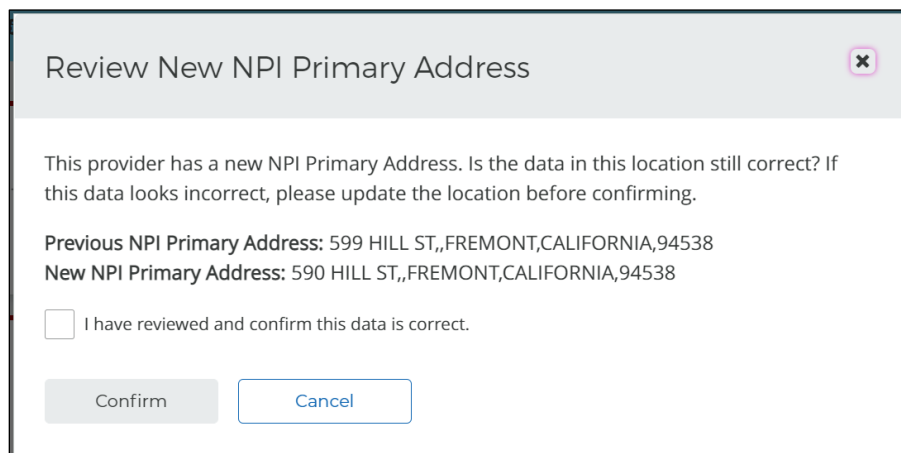 Review New NPI Primary Address
This provider has a new NPI Primary Address. Is the data in this location still correct? If
this data looks incorrect, please update the location before confirming.
Previous NPI Primary Address: 599 HILL ST,,FREMONT,CALIFORNIA,94538
New NPI Primary Address: 590 HILL ST,,FREMONT,CALIFORNIA,94538
I have reviewed and confirm this data is correct.
Confirm
Cancel